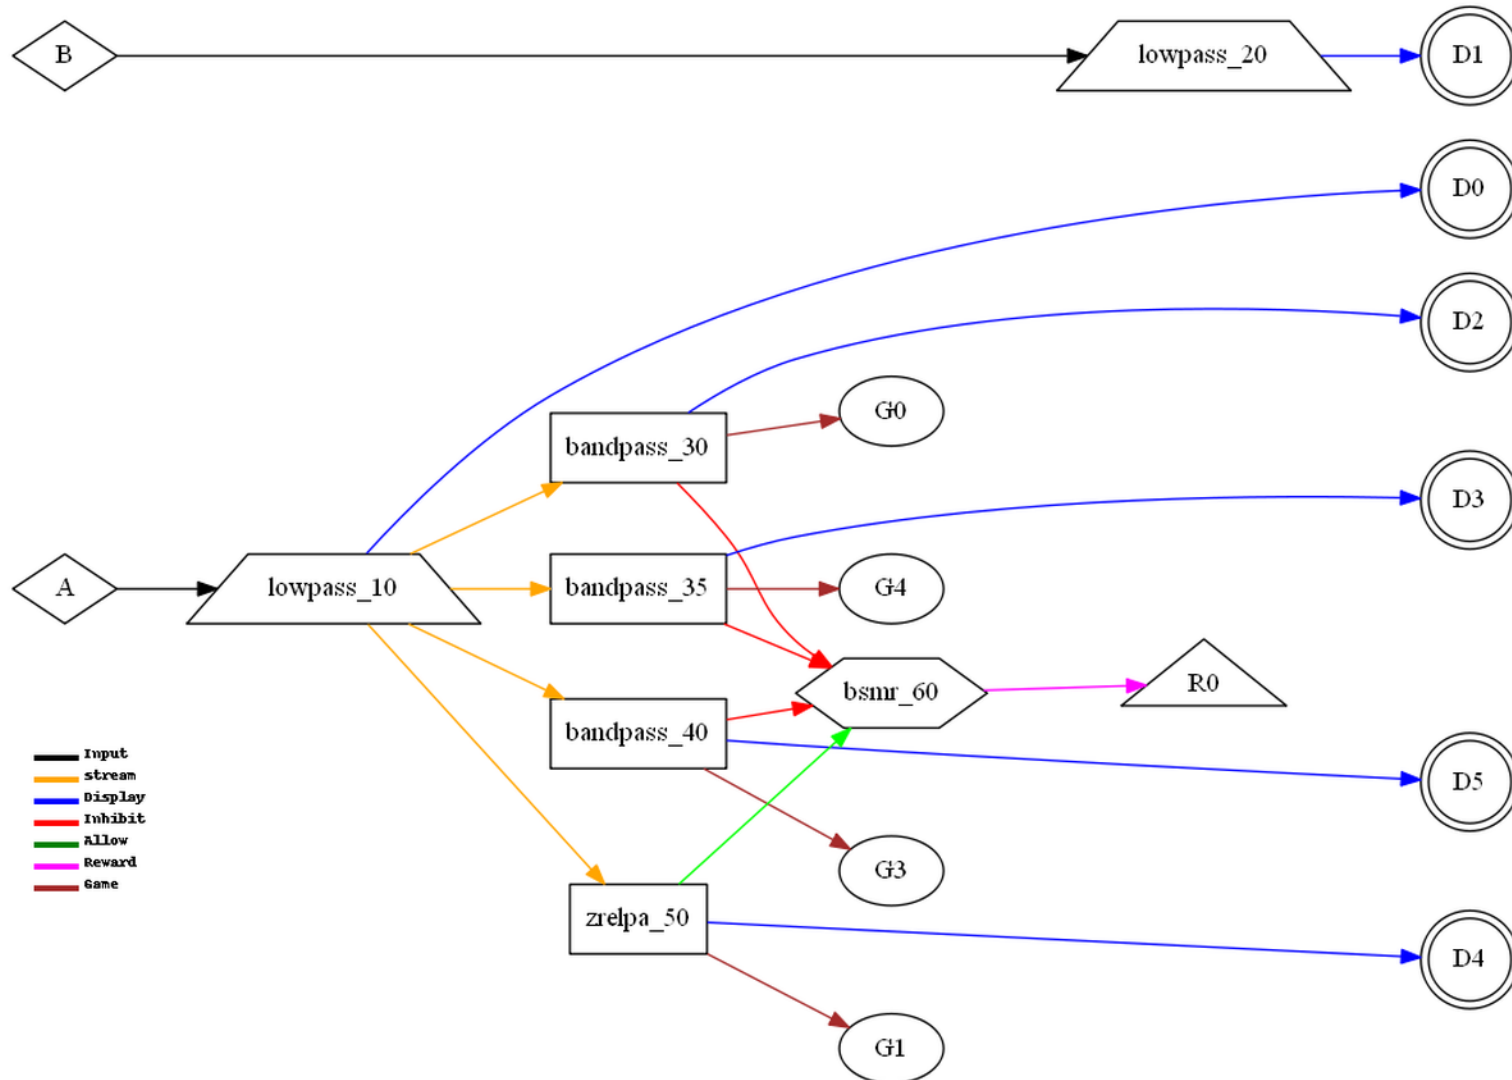 B
lowpass_20
D1
D0
D2
G0
bandpass_30
D3
A
lowpass_10
bandpass_35
G4
bsmr_60
R0
bandpass_40
D5
Input
stream
Display
Inhibit
Allow
Reward
Game
G3
zrelpa_50
D4
G1